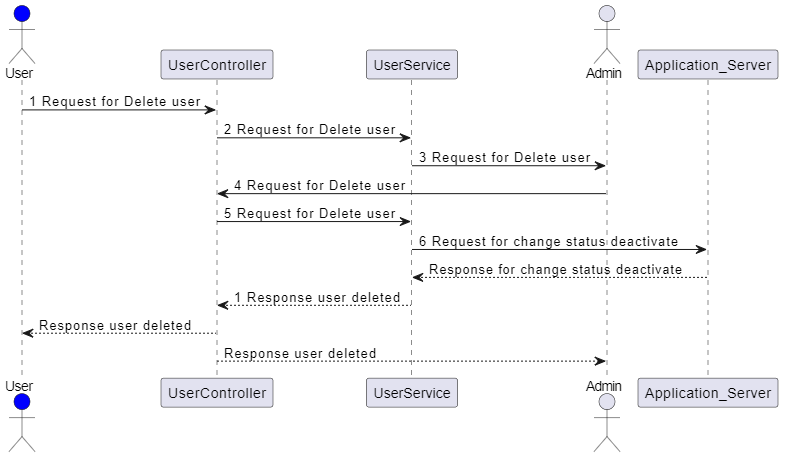 User
UserController
UserService
Admin
Application_Server
1 Request for Delete user
2 Request for Delete user
3 Request for Delete user
4 Request for Delete user
5 Request for Delete user
6 Request for change status deactivate
Response for change status deactivate
1 Response user deleted
Response user deleted
Response user deleted
User
UserController
UserService
Admin
Application_Server